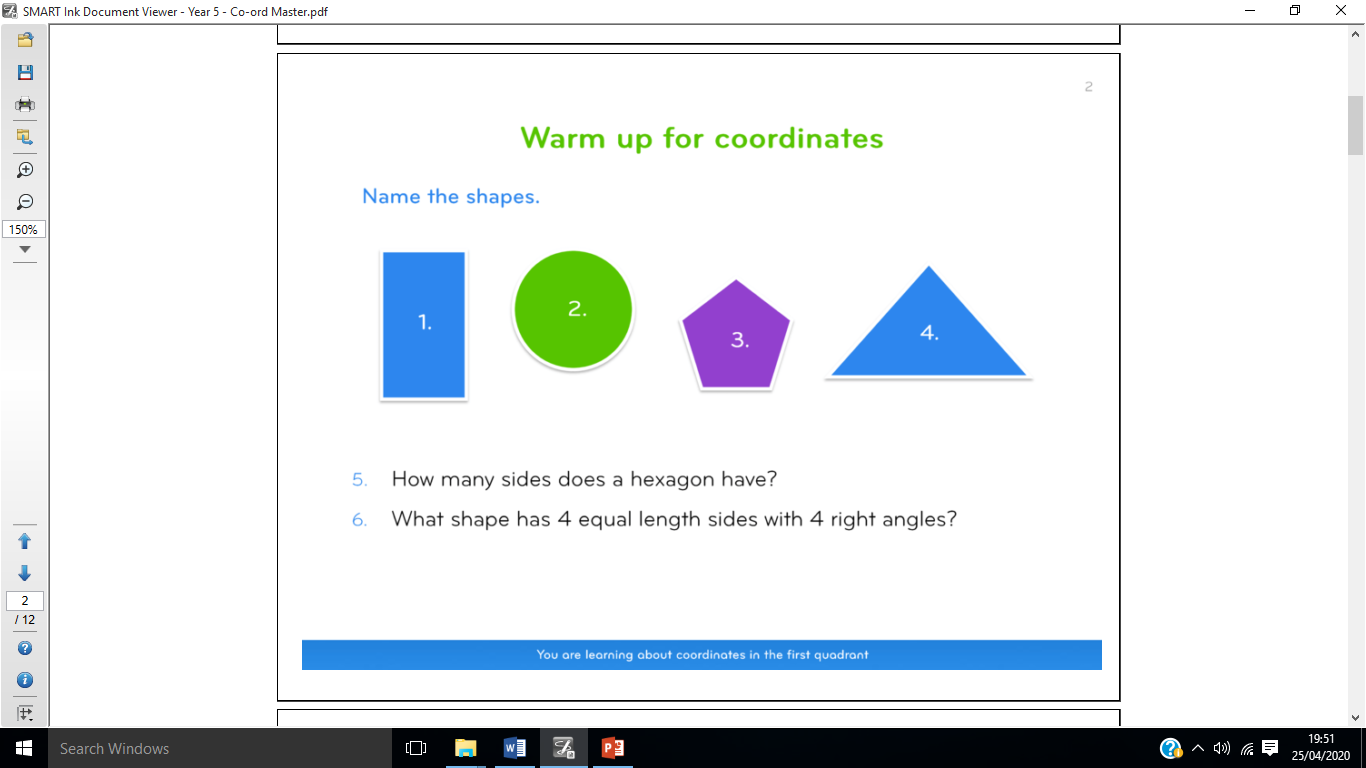 SMART Ink Document Viewer - Year 5 - Co-ord Master.pdf
2
Warm up for coordinates
Name the shapes.
1.
2.
3.
4.
5. How many sides does a hexagon have?
6. What shape has 4 equal length sides with 4 right angles?
You are learning about coordinates in the first quadrant
150%
2
/ 12
Search Windows
19:51
25/04/2020